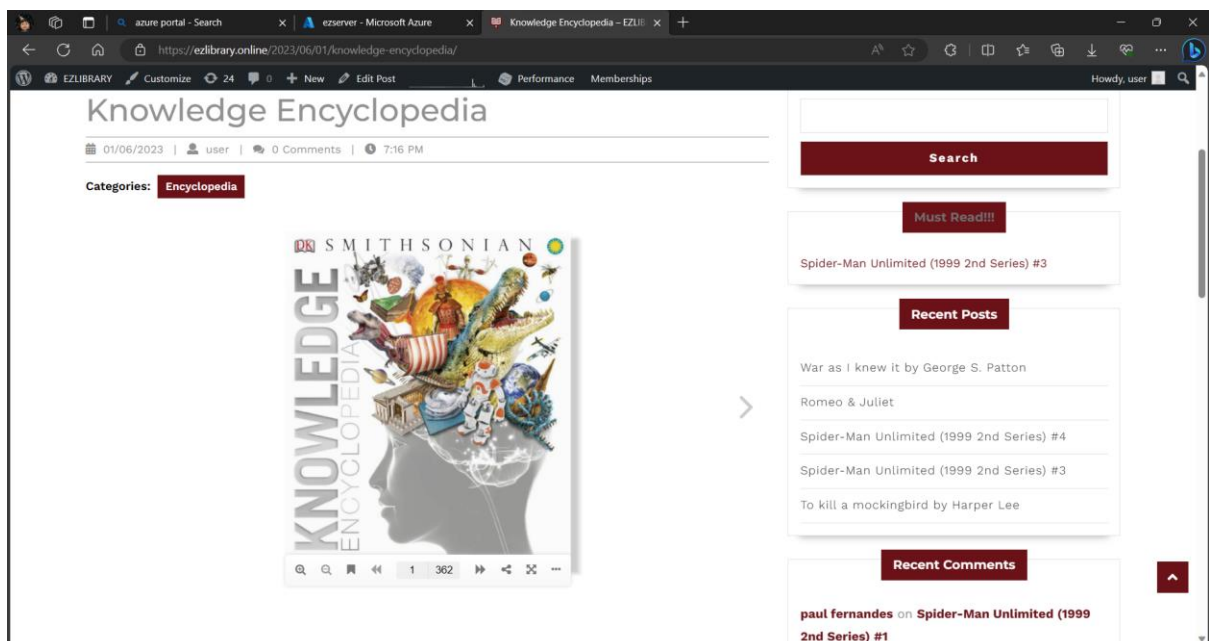 azure portal - Search
ezserver - Microsoft Azure
Knowledge Encyclopedia – EZLIB
https://ezlibrary.online/2023/06/01/knowledge-encyclopedia/
EZLIBRARY Customize 24 0 New Edit Post Performance Memberships Howdy, user
Knowledge Encyclopedia
01/06/2023 | user | 0 Comments | 7:16 PM
Categories: Encyclopedia
DK SMITHSONIAN
KNOWLEDGE
ENCYCLOPEDIA
1 362
Search
Must Read!!!
Spider-Man Unlimited (1999 2nd Series) #3
Recent Posts
War as I knew it by George S. Patton
Romeo & Juliet
Spider-Man Unlimited (1999 2nd Series) #4
Spider-Man Unlimited (1999 2nd Series) #3
To kill a mockingbird by Harper Lee
Recent Comments
paul fernandes on Spider-Man Unlimited (1999
2nd Series) #1